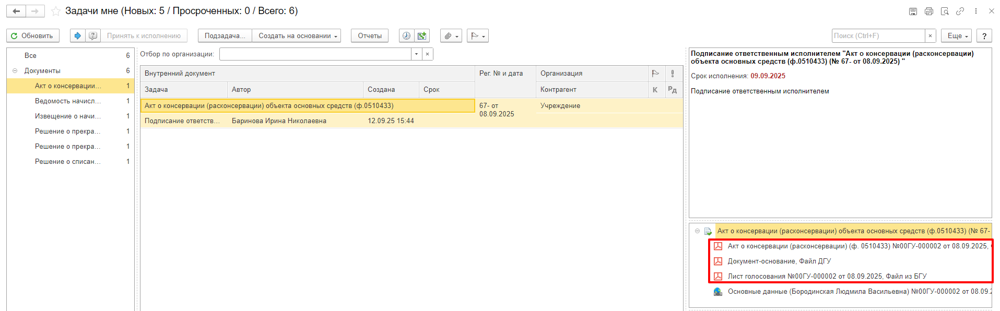 Задачи мне (Новых: 5 / Просроченных: 0 / Всего: 6)
Обновить
Принять к исполнению
Подзадача...
Создать на основании
Отчеты
Поиск (Ctrl+F)
×
Еще
?
Все 6
Документы 6
Акт о консервации... 1
Ведомость начисл... 1
Извещение о начи... 1
Решение о прекра... 1
Решение о прекра... 1
Решение о списан... 1
Отбор по организации:
×
Внутренний документ Рег. № и дата Организация
Задача Автор Создана Срок Контрагент К Рд
Акт о консервации (расконсервации) объекта основных средств (ф.0510433) 67- от Учреждение
08.09.2025
Подписание ответств... Баринова Ирина Николаевна 12.09.25 15:44
Подписание ответственным исполнителем "Акт о консервации (расконсервации)
объекта основных средств (ф.0510433) (№ 67- от 08.09.2025) "
Срок исполнения: 09.09.2025
Подписание ответственным исполнителем
Акт о консервации (расконсервации) объекта основных средств (ф.0510433) (№ 67-
Акт о консервации (расконсервации) (ф. 0510433) №00ГУ-000002 от 08.09.2025,
Документ-основание, Файл ДГУ
Лист голосования №00ГУ-000002 от 08.09.2025, Файл из БГУ
Основные данные (Бородинская Людмила Васильевна) №00ГУ-000002 от 08.09.2